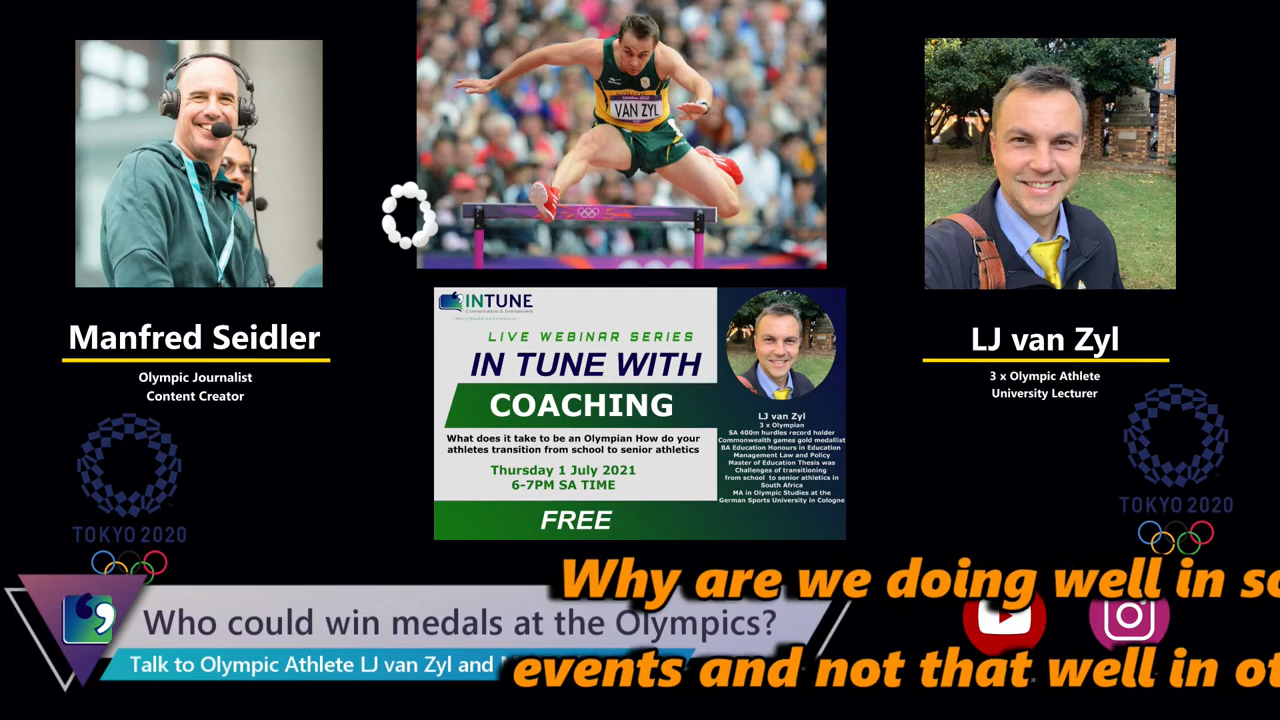 VAN ZYL
Manfred Seidler
Olympic Journalist
Content Creator
TOKYO 2020
INTUNE
Communications & Entertainment
LIVE WEBINAR SERIES
IN TUNE WITH
COACHING
What does it take to be an Olympian How do your
athletes transition from school to senior athletics
Thursday 1 July 2021
6-7PM SA TIME
FREE
LJ van Zyl
3 x Olympian
SA 400m hurdles record holder
Commonwealth games gold medallist
BA Education Honours in Education
Management Law and Policy
Master of Education Thesis was
Challenges of transitioning
from school to senior athletics in
South Africa
MA in Olympic Studies at the
German Sports University in Cologne
LJ van Zyl
3 x Olympic Athlete
University Lecturer
TOKYO 2020
Why are we doing well in so
Who could win medals at the Olympics?
Talk to Olympic Athlete LJ van Zyl and
events and not that well in ot